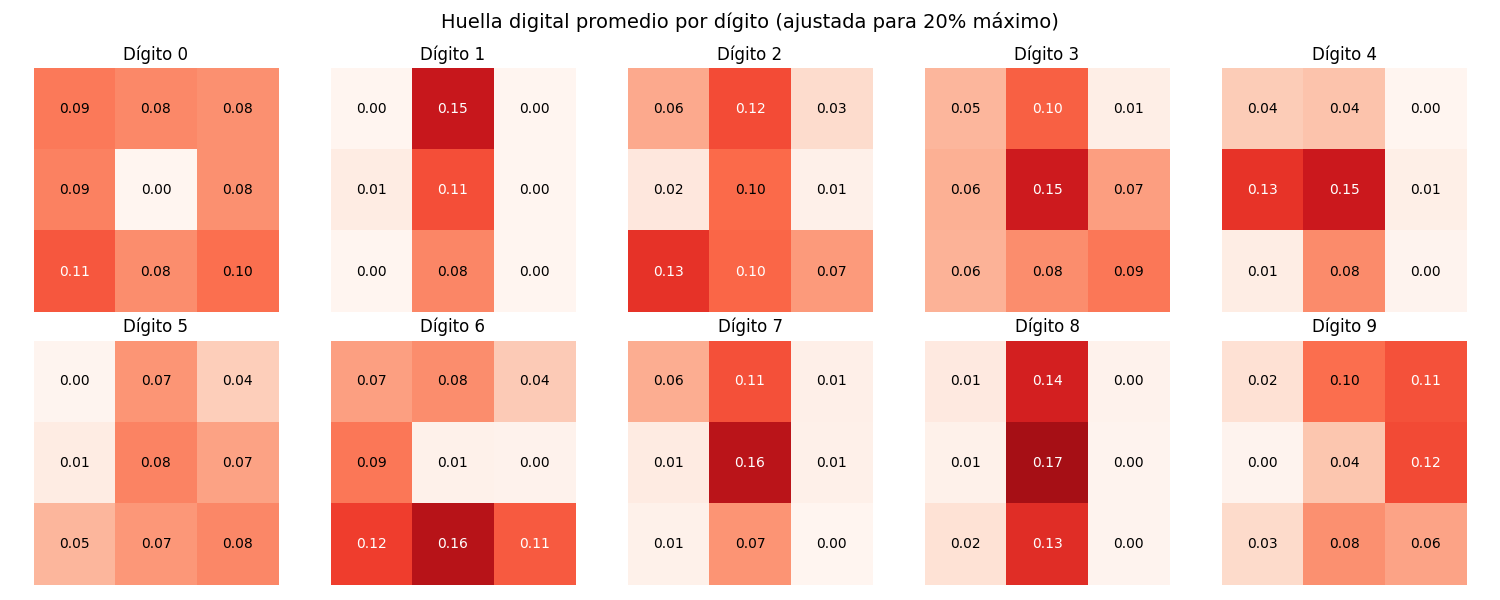 Huella digital promedio por dígito (ajustada para 20% máximo)
Dígito 0 Dígito 1 Dígito 2 Dígito 3 Dígito 4
0.09 0.08 0.08 0.00 0.15 0.00 0.06 0.12 0.03 0.05 0.10 0.01 0.04 0.04 0.00
0.09 0.00 0.08 0.01 0.11 0.00 0.02 0.10 0.01 0.06 0.15 0.07 0.13 0.15 0.01
0.11 0.08 0.10 0.00 0.08 0.00 0.13 0.10 0.07 0.06 0.08 0.09 0.01 0.08 0.00
Dígito 5 Dígito 6 Dígito 7 Dígito 8 Dígito 9
0.00 0.07 0.04 0.07 0.08 0.04 0.06 0.11 0.01 0.01 0.14 0.00 0.02 0.10 0.11
0.01 0.08 0.07 0.09 0.01 0.00 0.01 0.16 0.01 0.01 0.17 0.00 0.00 0.04 0.12
0.05 0.07 0.08 0.12 0.16 0.11 0.01 0.07 0.00 0.02 0.13 0.00 0.03 0.08 0.06